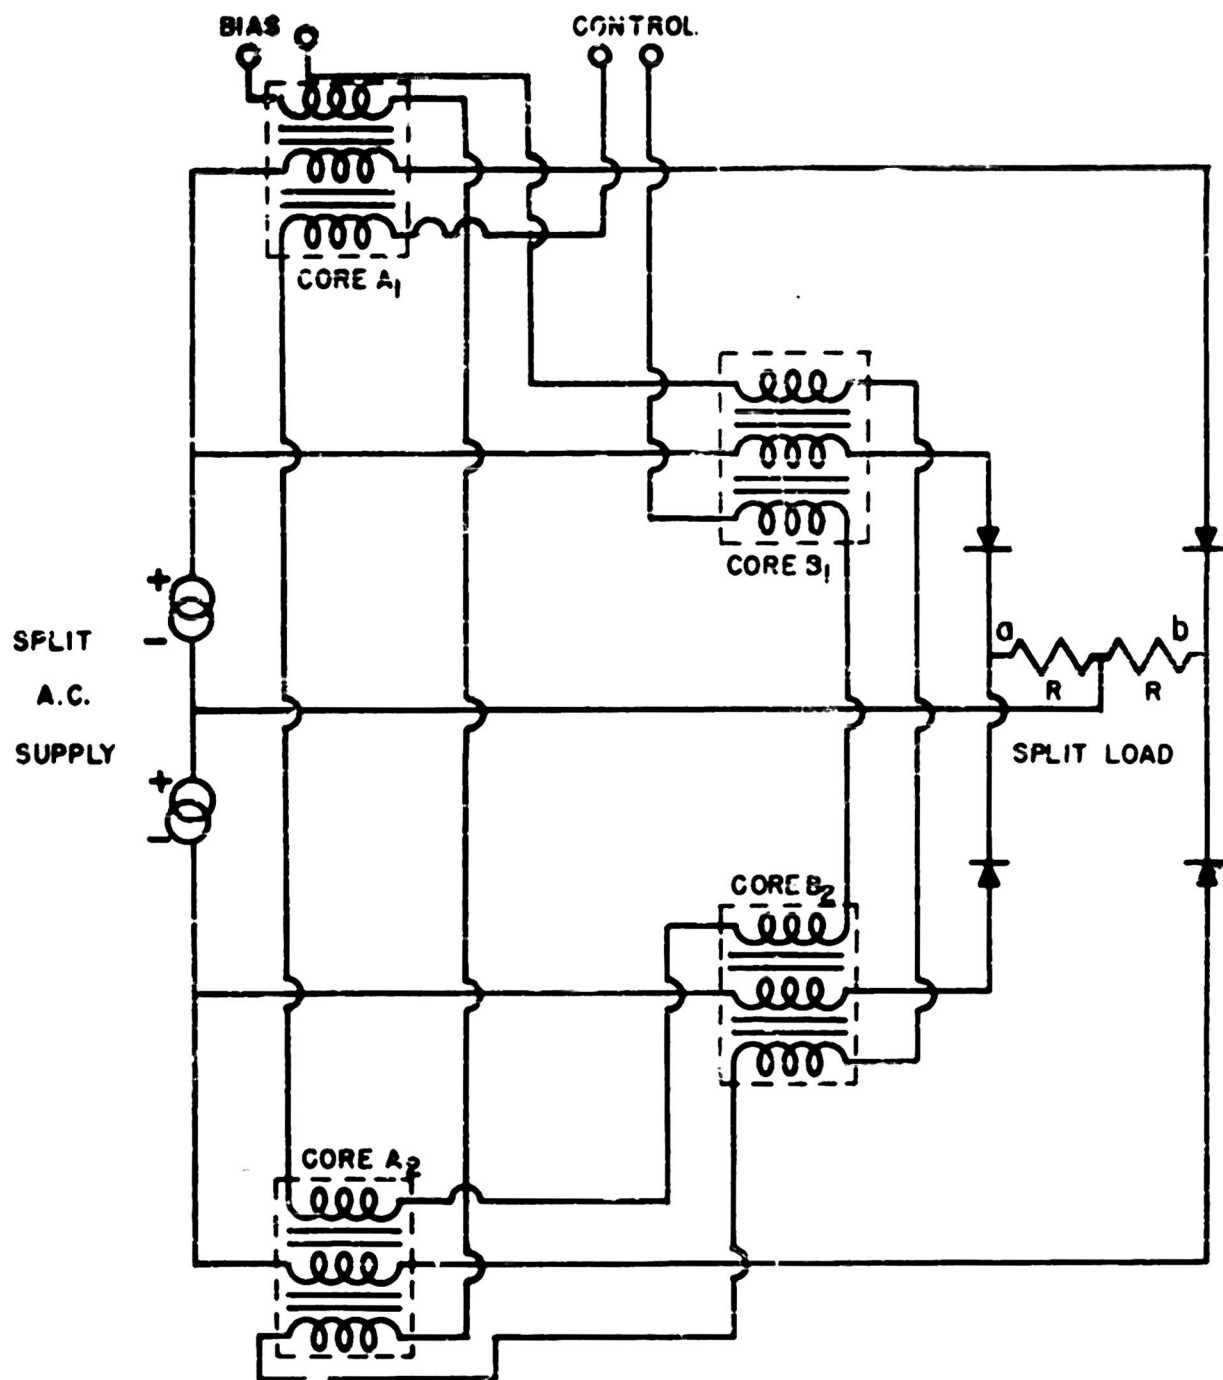 BIAS
CONTROL.
CORE A1
CORE B1
+
-
SPLIT
A.C.
SUPPLY
+
-
a
b
R
R
SPLIT LOAD
CORE B2
CORE A2